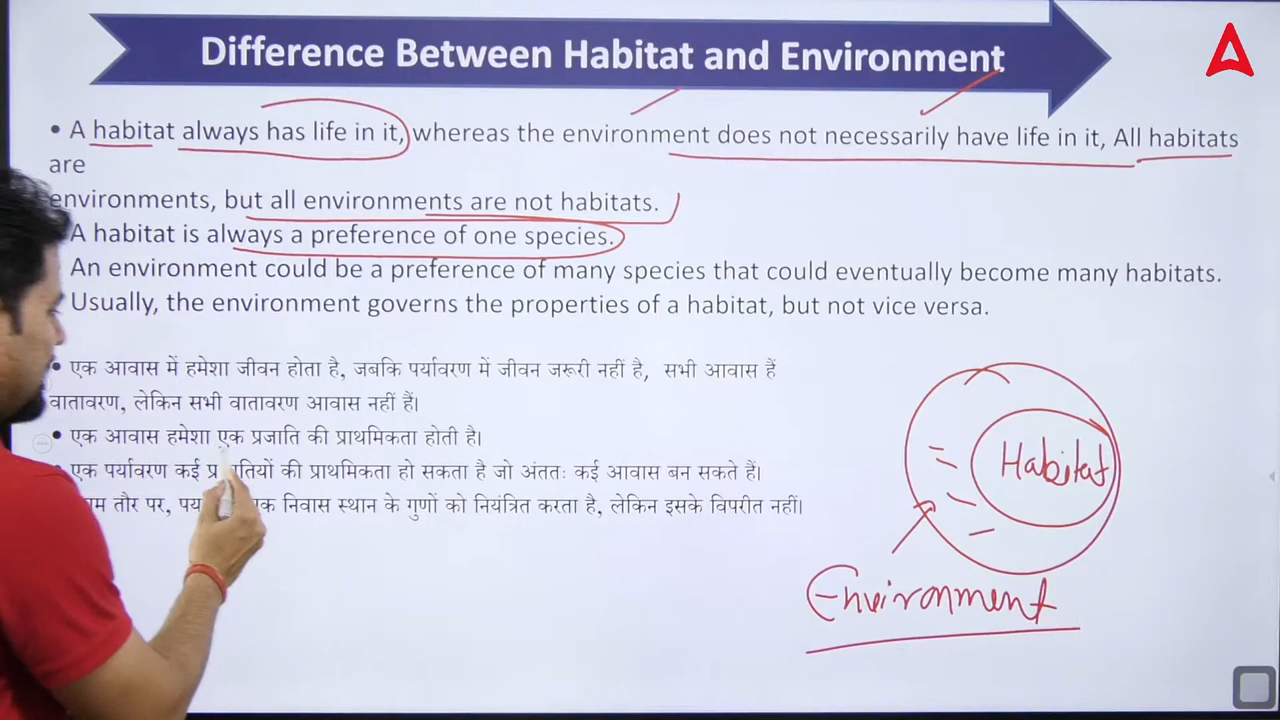 Difference Between Habitat and Environment
• A habitat always has life in it, whereas the environment does not necessarily have life in it, All habitats
are
environments, but all environments are not habitats.
A habitat is always a preference of one species.
An environment could be a preference of many species that could eventually become many habitats.
Usually, the environment governs the properties of a habitat, but not vice versa.
• एक आवास में हमेशा जीवन होता है, जबकि पर्यावरण में जीवन जरूरी नहीं है, सभी आवास हैं
वातावरण, लेकिन सभी वातावरण आवास नहीं हैं।
• एक आवास हमेशा एक प्रजाति की प्राथमिकता होती है।
• एक पर्यावरण कई की प्राथमिकता हो सकता है जो अंततः कई आवास बन सकते हैं।
तौर पर, एक निवास स्थान के गुणों को नियंत्रित करता है, लेकिन इसके विपरीत नहीं।
Habitat
Environment